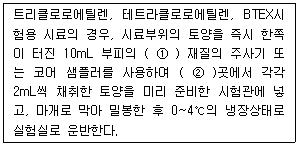 트리클로로에틸렌, 테트라클로로에틸렌, BTEX시
험용 시료의 경우, 시료부위의 토양을 즉시 한쪽
이 터진 10mL 부피의 ( ① ) 재질의 주사기 또
는 코어 샘플러를 사용하여 ( ② )곳에서 각각
2mL씩 채취한 토양을 미리 준비한 시험관에 넣
고, 마개로 막아 밀봉한 후 0~4℃의 냉장상태로
실험실로 운반한다.